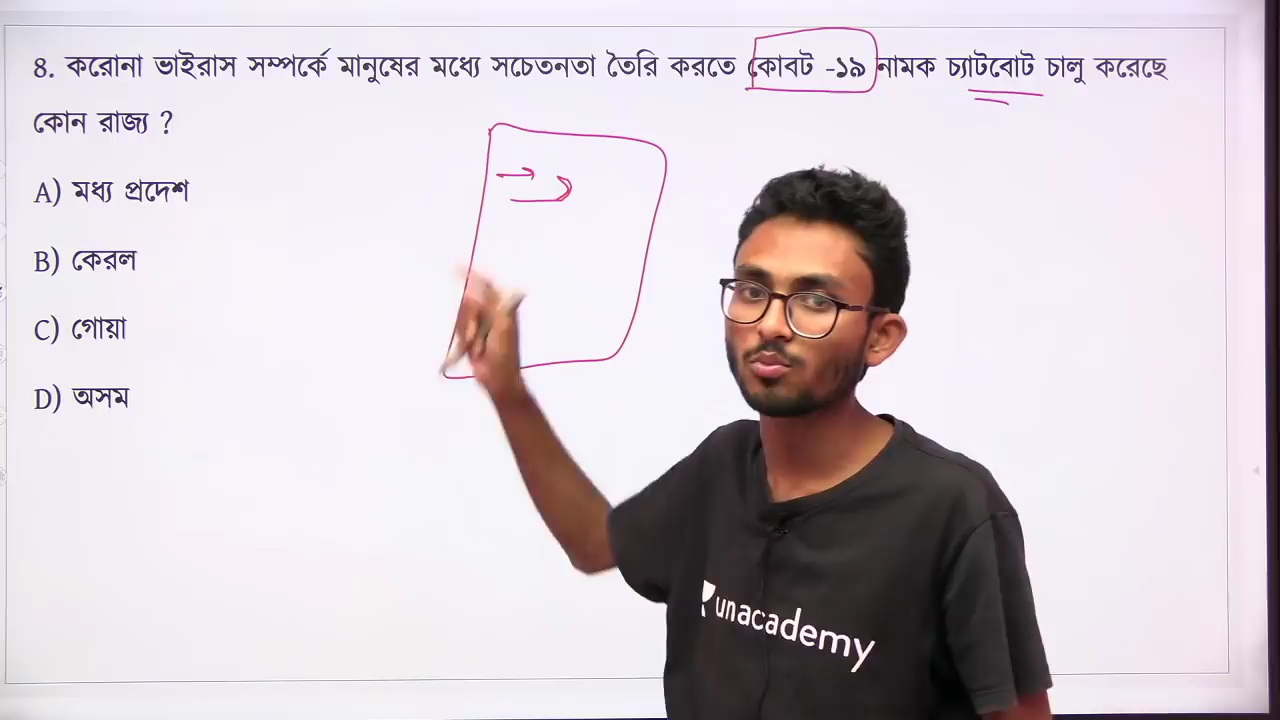 8. করোনা ভাইরাস সম্পর্কে মানুষের মধ্যে সচেতনতা তৈরি করতে কোবট -১৯ নামক চ্যাটবোট চালু করেছে
কোন রাজ্য ?
A) মধ্য প্রদেশ
B) কেরল
C) গোয়া
D) অসম
unacademy